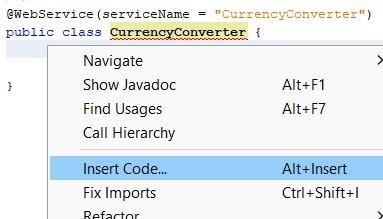 @WebService(serviceName = "CurrencyConverter")
public class CurrencyConverter {
Navigate
Show Javadoc Alt+F1
}
Find Usages Alt+F7
Call Hierarchy
Insert Code... Alt+Insert
Fix Imports Ctrl+Shift+I
Refactor